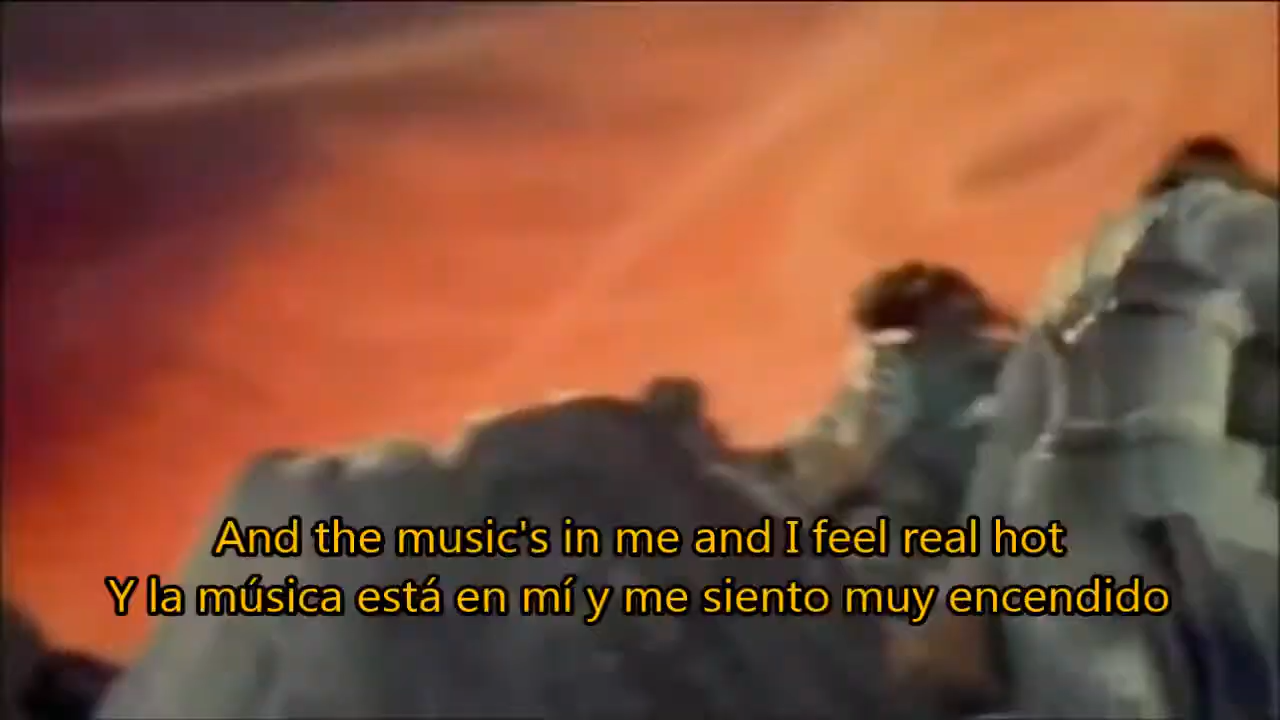 And the music's in me and I feel real hot
Y la música está en mí y me siento muy encendido